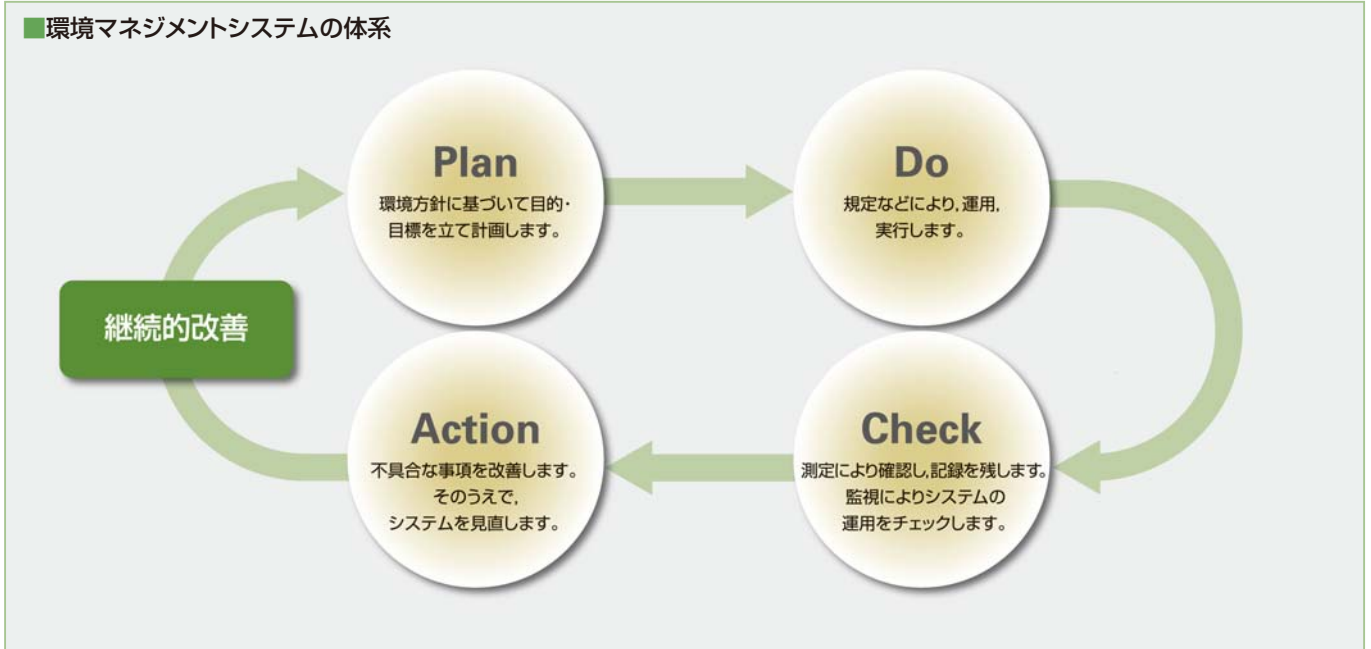 ■環境マネジメントシステムの体系
Plan
環境方針に基づいて目的・
目標を立て計画します。
Do
規定などにより,運用,
実行します。
継続的改善
Action
不具合な事項を改善します。
そのうえで,
システムを見直します。
Check
測定により確認し,記録を残します。
監視によりシステムの
運用をチェックします。